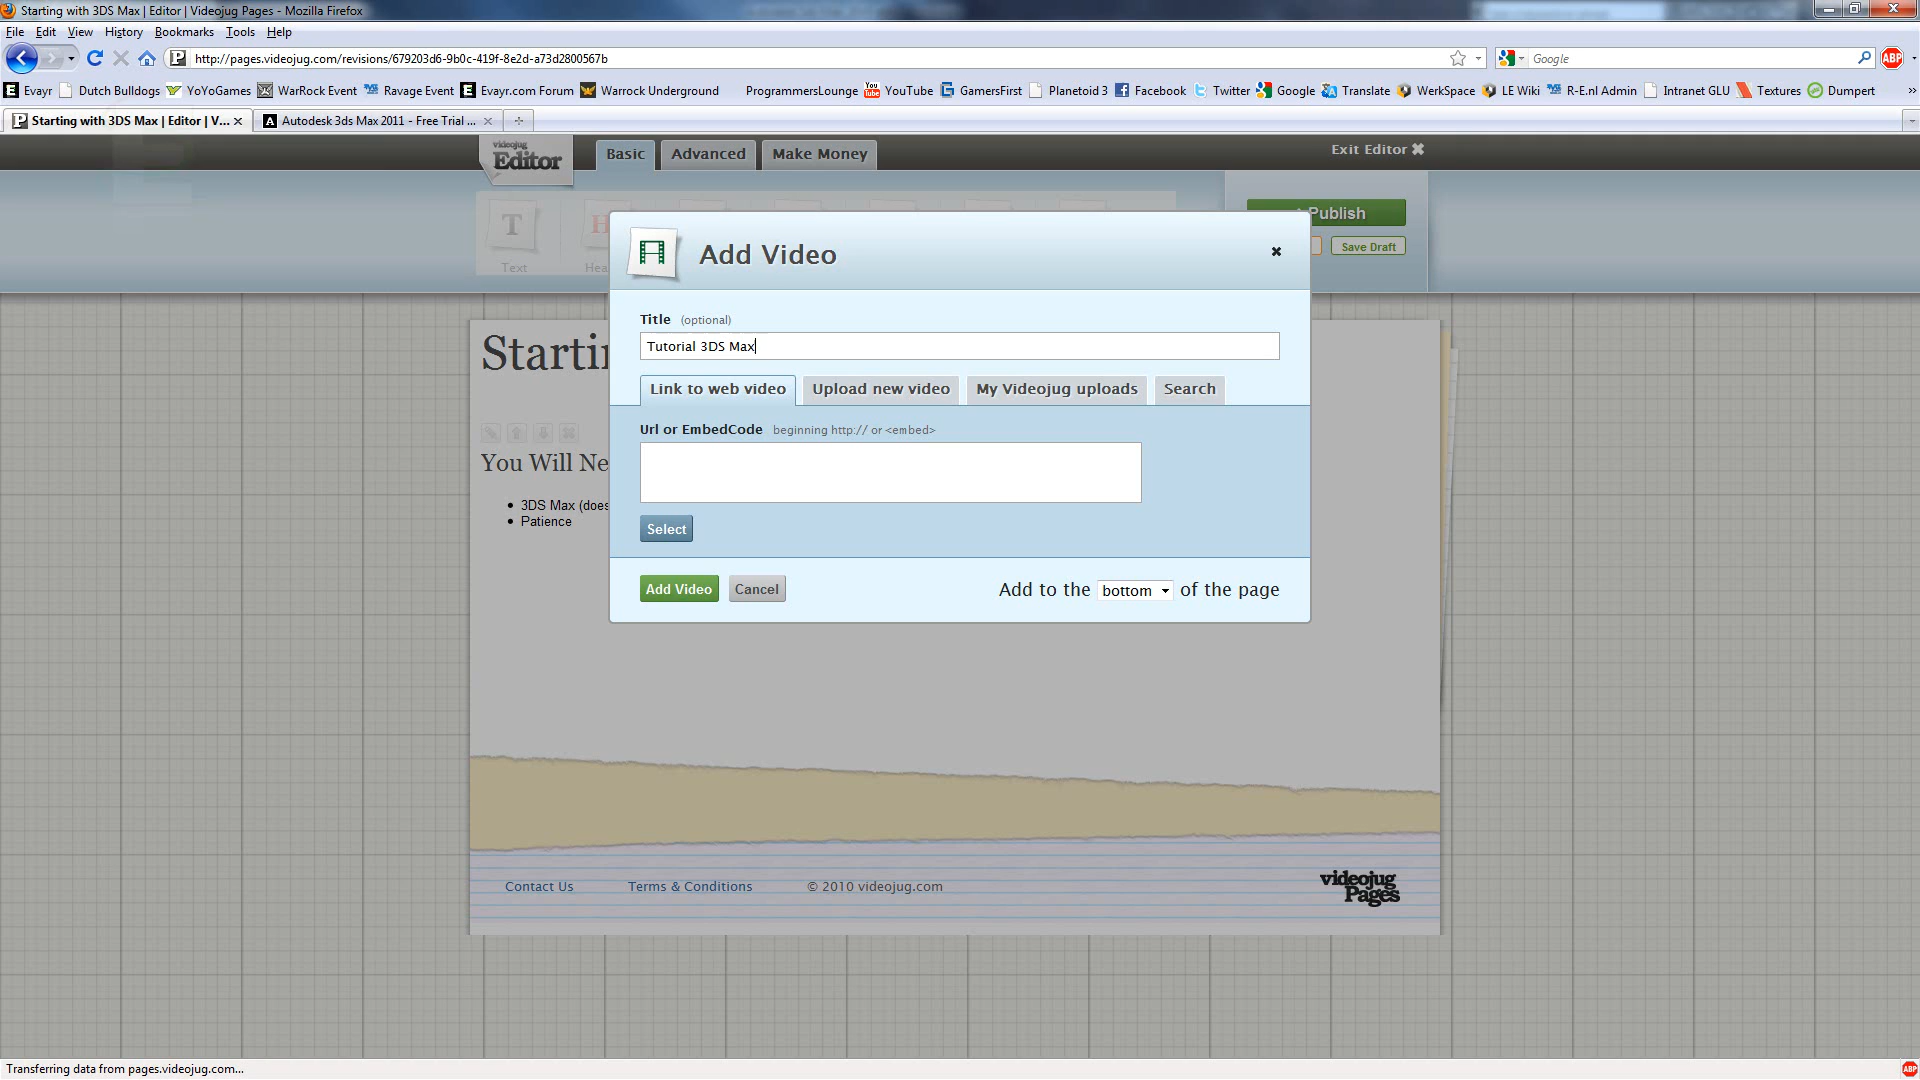 Starting with 3DS Max | Editor | Videojug Pages - Mozilla Firefox
File Edit View History Bookmarks Tools Help
http://pages.videojug.com/revisions/679203d6-9b0c-419f-8e2d-a73d2800567b Google ABP
Evayr Dutch Bulldogs YoYoGames WarRock Event Ravage Event Evayr.com Forum Warrock Underground ProgrammersLounge YouTube GamersFirst Planetoid 3 Facebook Twitter Google Translate WerkSpace LE Wiki R-E.nl Admin Intranet GLU Textures Dumpert »
Starting with 3DS Max | Editor | V... Autodesk 3ds Max 2011 - Free Trial ...
videojug Editor Basic Advanced Make Money Exit Editor
Publish
Save Draft
Text Hea
Add Video
Title (optional)
Tutorial 3DS Max
Link to web video Upload new video My Videojug uploads Search
Url or EmbedCode beginning http:// or <embed>
Select
Add Video Cancel Add to the bottom of the page
Startin
You Will Ne
• 3DS Max (does
• Patience
Contact Us Terms & Conditions © 2010 videojug.com
videojug
Pages
Transferring data from pages.videojug.com...
ABP